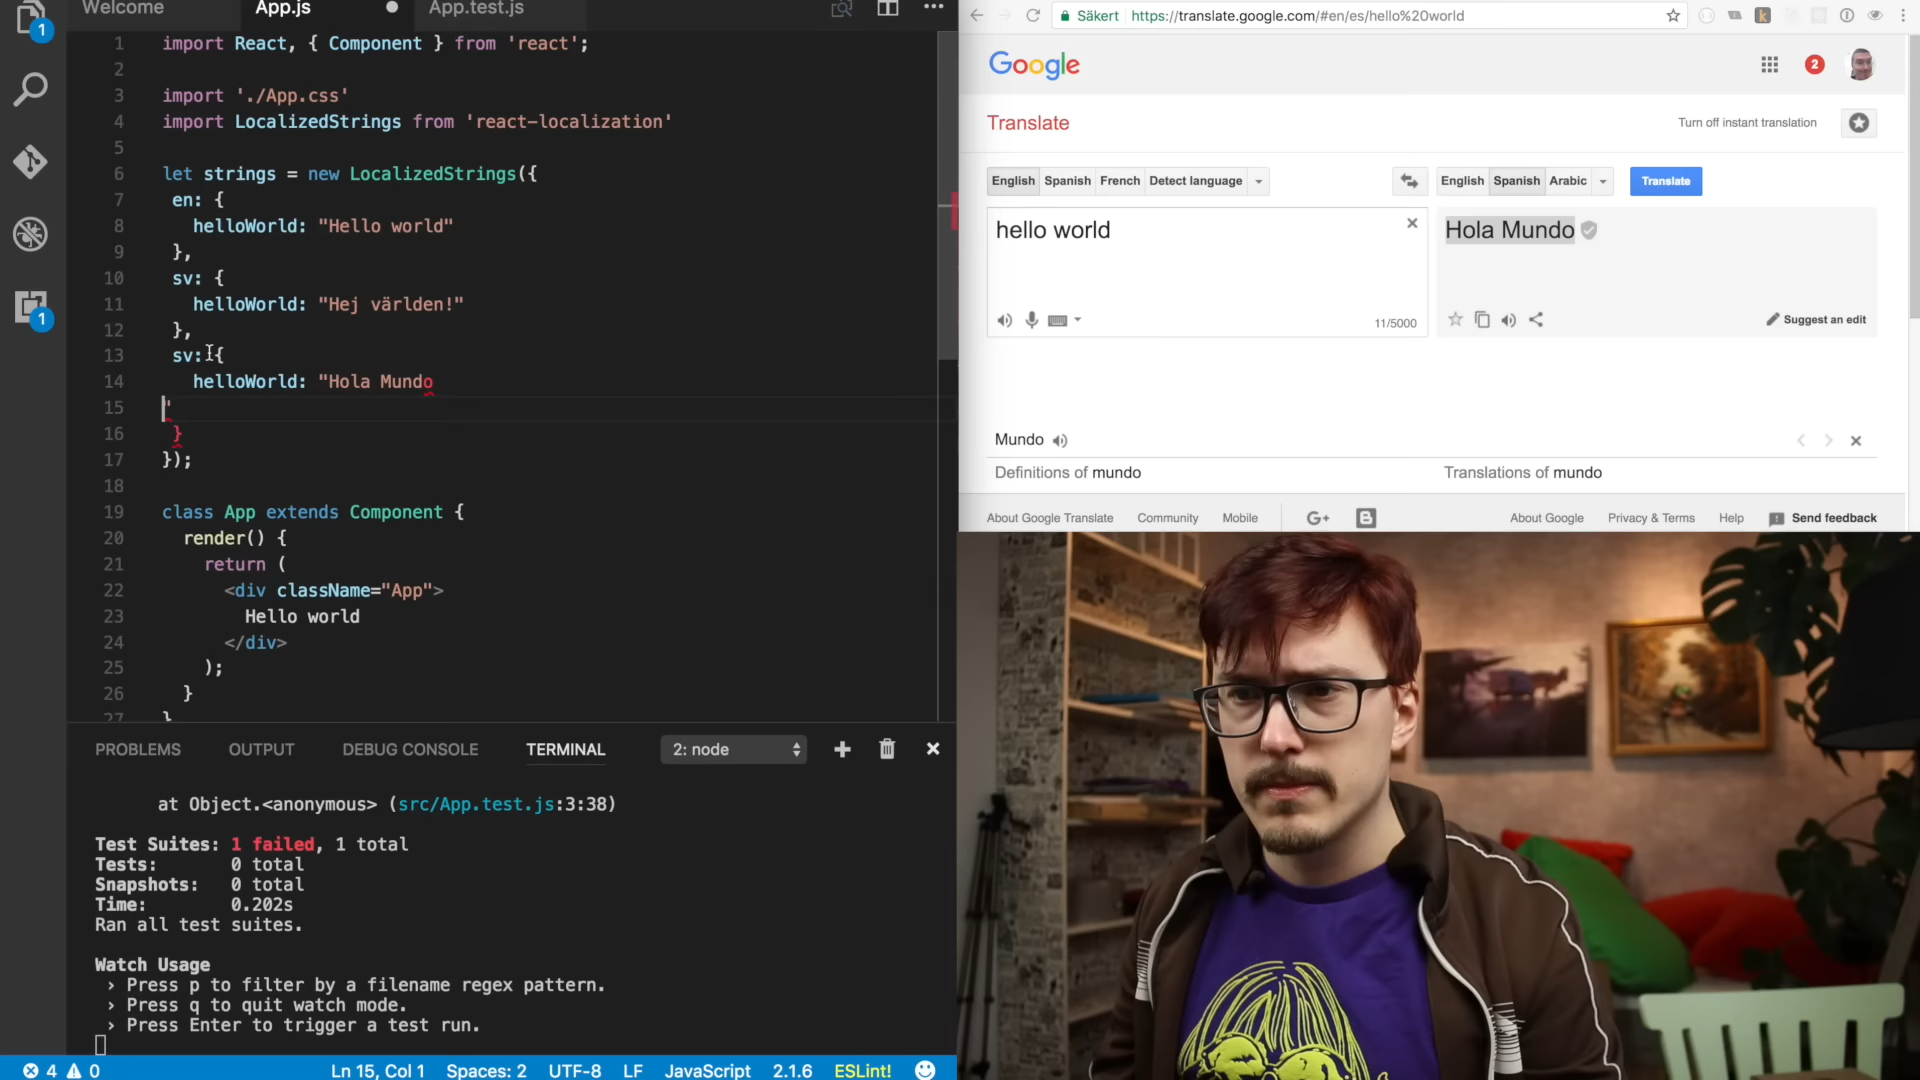 Welcome
App.js
App.test.js
1
1
1 import React, { Component } from 'react';
2
3 import './App.css'
4 import LocalizedStrings from 'react-localization'
5
6 let strings = new LocalizedStrings({
7 en: {
8 helloWorld: "Hello world"
9 },
10 sv: {
11 helloWorld: "Hej världen!"
12 },
13 sv: {
14 helloWorld: "Hola Mundo
15 "
16 }
17 });
18
19 class App extends Component {
20 render() {
21 return (
22 <div className="App">
23 Hello world
24 </div>
25 );
26 }
27 }
PROBLEMS OUTPUT DEBUG CONSOLE TERMINAL 2: node
at Object.<anonymous> (src/App.test.js:3:38)
Test Suites: 1 failed, 1 total
Tests: 0 total
Snapshots: 0 total
Time: 0.202s
Ran all test suites.
Watch Usage
› Press p to filter by a filename regex pattern.
› Press q to quit watch mode.
› Press Enter to trigger a test run.
4 0 Ln 15, Col 1 Spaces: 2 UTF-8 LF JavaScript 2.1.6 ESLint!
Säkert https://translate.google.com/#en/es/hello%20world
Google
2
Translate
Turn off instant translation
English Spanish French Detect language
English Spanish Arabic Translate
hello world
Hola Mundo
11/5000
Suggest an edit
Mundo
Definitions of mundo
Translations of mundo
About Google Translate Community Mobile G+ About Google Privacy & Terms Help Send feedback